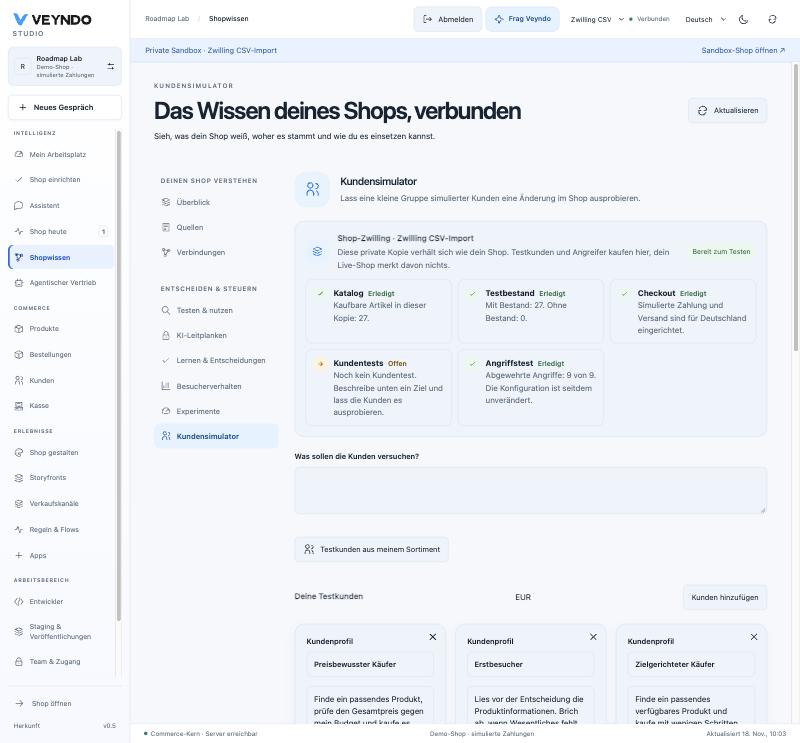 VEYNDO
STUDIO
R
Roadmap Lab
Demo-Shop ·
simulierte Zahlungen
Neues Gespräch
INTELLIGENZ
Mein Arbeitsplatz
Shop einrichten
Assistent
Shop heute 1
Shopwissen
Agentischer Vertrieb
COMMERCE
Produkte
Bestellungen
Kunden
Kasse
ERLEBNISSE
Shop gestalten
Storyfronts
Verkaufskanäle
Regeln & Flows
Apps
ARBEITSBEREICH
Entwickler
Staging &
Veröffentlichungen
Team & Zugang
Shop öffnen
Herkunft v0.5
Roadmap Lab / Shopwissen
Abmelden
Frag Veyndo
Zwilling CSV
Verbunden
Deutsch
Private Sandbox · Zwilling CSV-Import
Sandbox-Shop öffnen ↗
KUNDENSIMULATOR
Das Wissen deines Shops, verbunden
Aktualisieren
Sieh, was dein Shop weiß, woher es stammt und wie du es einsetzen kannst.
DEINEN SHOP VERSTEHEN
Überblick
Quellen
Verbindungen
ENTSCHEIDEN & STEUERN
Testen & nutzen
KI-Leitplanken
Lernen & Entscheidungen
Besucherverhalten
Experimente
Kundensimulator
Kundensimulator
Lass eine kleine Gruppe simulierter Kunden eine Änderung im Shop ausprobieren.
Shop-Zwilling · Zwilling CSV-Import
Diese private Kopie verhält sich wie dein Shop. Testkunden und Angreifer kaufen hier, dein
Live-Shop merkt davon nichts.
Bereit zum Testen
Katalog Erledigt
Kaufbare Artikel in dieser
Kopie: 27.
Testbestand Erledigt
Mit Bestand: 27. Ohne
Bestand: 0.
Checkout Erledigt
Simulierte Zahlung und
Versand sind für Deutschland
eingerichtet.
Kundentests Offen
Noch kein Kundentest.
Beschreibe unten ein Ziel und
lass die Kunden es
ausprobieren.
Angriffstest Erledigt
Abgewehrte Angriffe: 9 von 9.
Die Konfiguration ist seitdem
unverändert.
Was sollen die Kunden versuchen?
Testkunden aus meinem Sortiment
Deine Testkunden
EUR
Kunden hinzufügen
Kundenprofil
Preisbewusster Käufer
Finde ein passendes Produkt,
prüfe den Gesamtpreis gegen
mein Budget und kaufe es
Kundenprofil
Erstbesucher
Lies vor der Entscheidung die
Produktinformationen. Brich
ab, wenn Wesentliches fehlt
Kundenprofil
Zielgerichteter Käufer
Finde ein passendes
verfügbares Produkt und
kaufe mit wenigen Schritten
Commerce-Kern · Server erreichbar
Demo-Shop · simulierte Zahlungen
Aktualisiert 18. Nov., 10:03